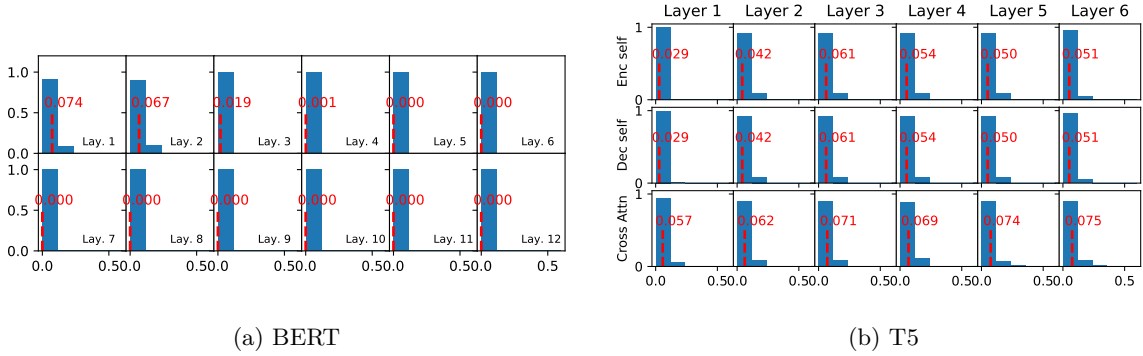 Layer 1 Layer 2 Layer 3 Layer 4 Layer 5 Layer 6
1.0
0.5
0.0
0.074 0.067 0.019 0.001 0.000 0.000
Lay. 1 Lay. 2 Lay. 3 Lay. 4 Lay. 5 Lay. 6
1.0
0.5
0.0
0.000 0.000 0.000 0.000 0.000 0.000
Lay. 7 Lay. 8 Lay. 9 Lay. 10 Lay. 11 Lay. 12
0.0 0.50.0 0.50.0 0.50.0 0.50.0 0.50.0 0.5
(a) BERT
Enc self
1
0
0.029 0.042 0.061 0.054 0.050 0.051
Dec self
1
0
0.029 0.042 0.061 0.054 0.050 0.051
Cross Attn
1
0
0.057 0.062 0.071 0.069 0.074 0.075
0.0 0.50.0 0.50.0 0.50.0 0.50.0 0.50.0 0.5
(b) T5